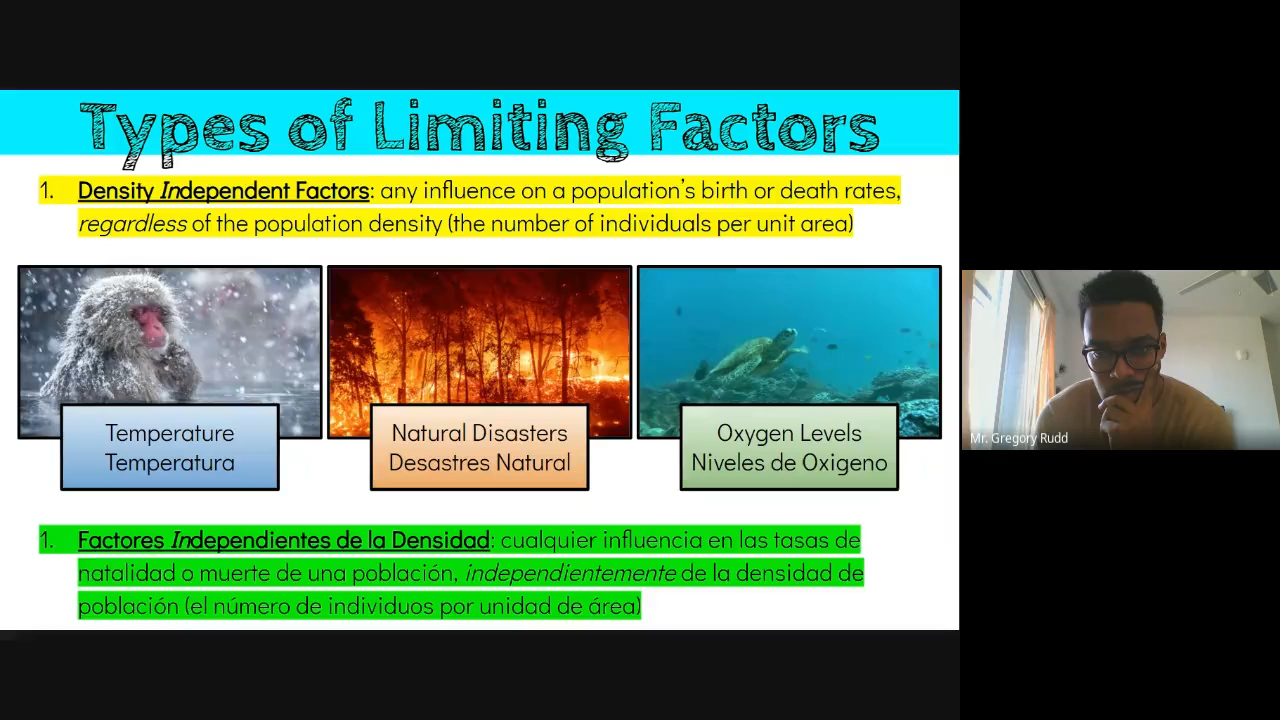 Types of Limiting Factors
1. Density Independent Factors: any influence on a population's birth or death rates,
regardless of the population density (the number of individuals per unit area)
Temperature
Temperatura
Natural Disasters
Desastres Natural
Oxygen Levels
Niveles de Oxigeno
Mr. Gregory Rudd
1. Factores Independientes de la Densidad: cualquier influencia en las tasas de
natalidad o muerte de una población, independientemente de la densidad de
población (el número de individuos por unidad de área)